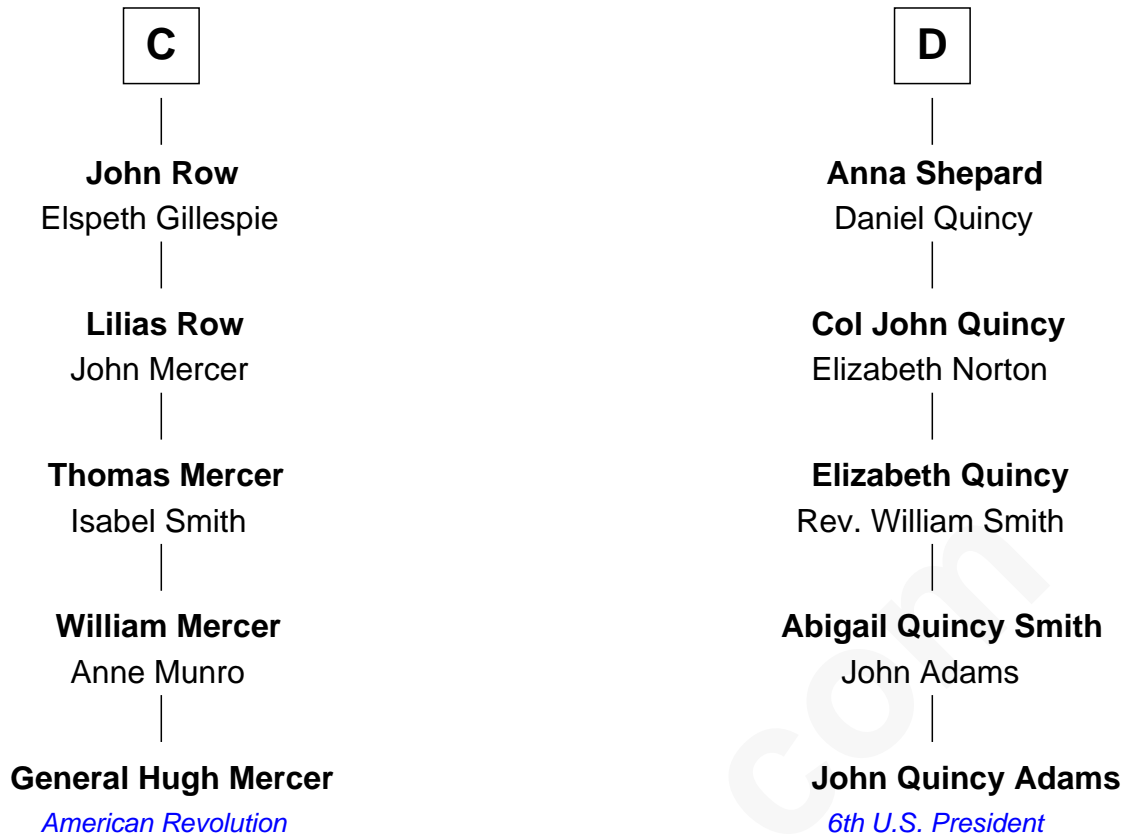 C
John Row
Elspeth Gillespie
Lilias Row
John Mercer
Thomas Mercer
Isabel Smith
William Mercer
Anne Munro
General Hugh Mercer
American Revolution
D
Anna Shepard
Daniel Quincy
Col John Quincy
Elizabeth Norton
Elizabeth Quincy
Rev. William Smith
Abigail Quincy Smith
John Adams
John Quincy Adams
6th U.S. President
com